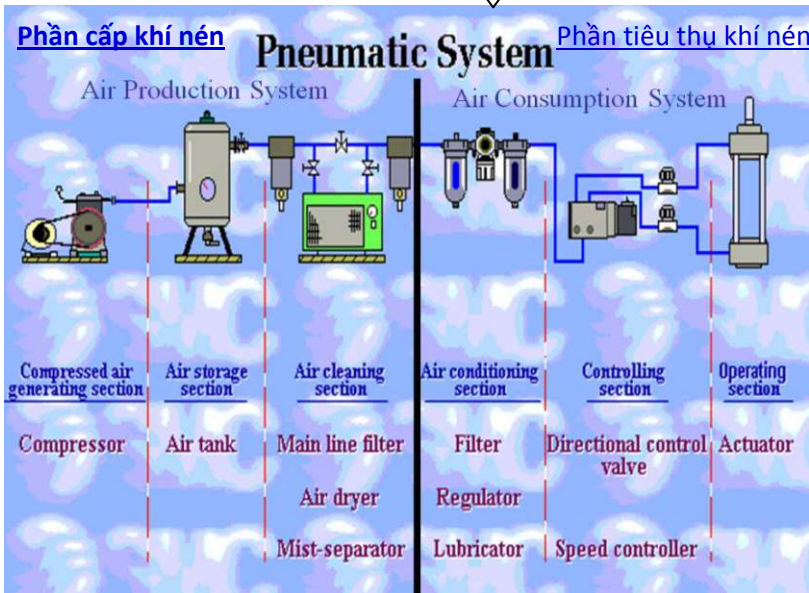 Phần cấp khí nén
Pneumatic System
Phần tiêu thụ khí nén
Air Production System
Air Consumption System
Compressed air
generating section
Air storage
section
Air cleaning
section
Air conditioning
section
Controlling
section
Operating
section
Compressor
Air tank
Main line filter
Filter
Directional control
valve
Actuator
Air dryer
Regulator
Mist-separator
Lubricator
Speed controller